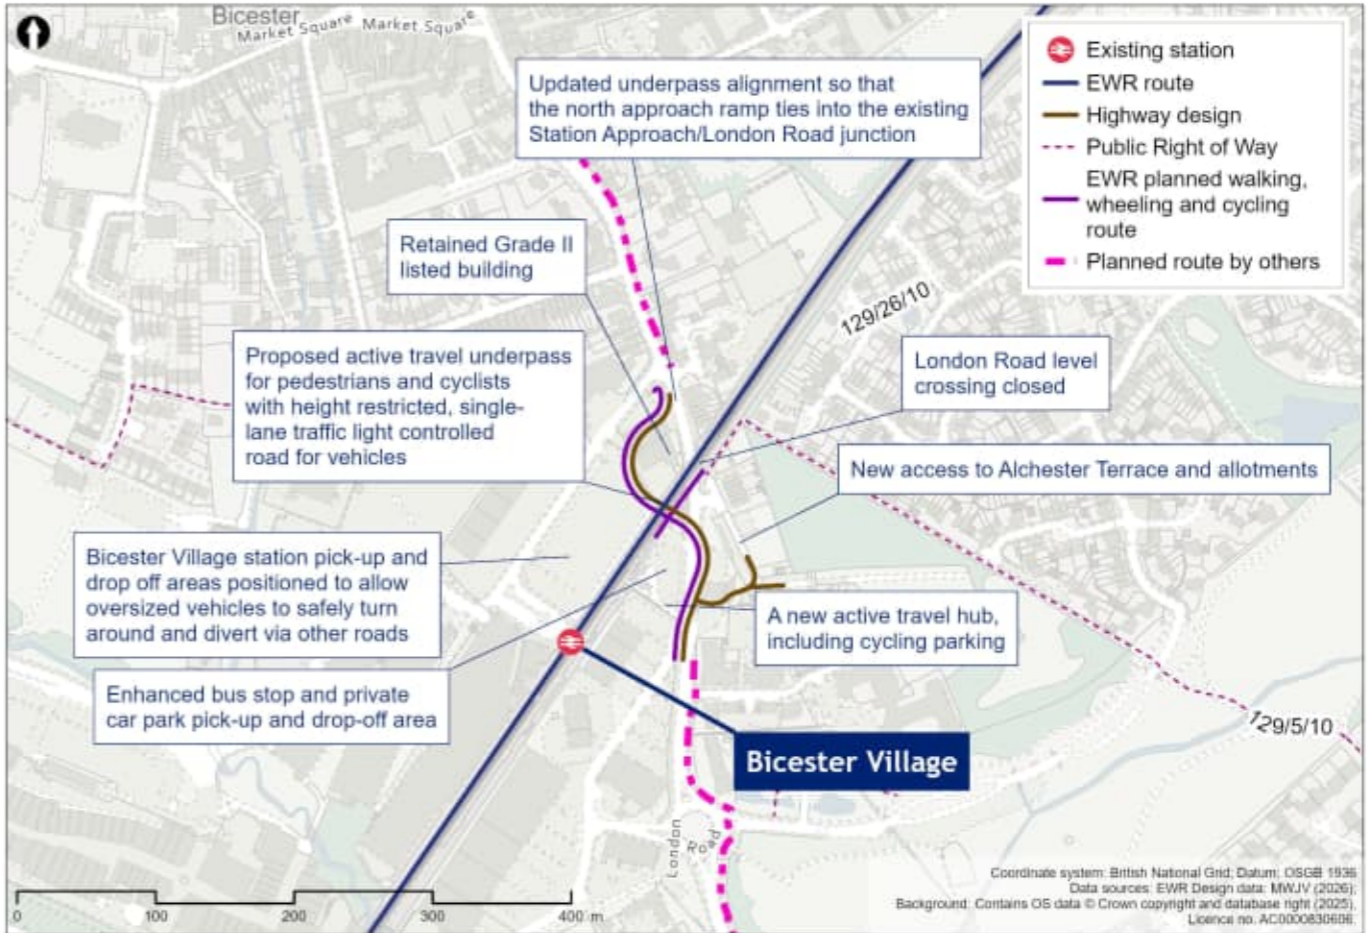 Bicester
Market Square
Market Square
Existing station
EWR route
Highway design
Public Right of Way
EWR planned walking,
wheeling and cycling
route
Planned route by others
Updated underpass alignment so that
the north approach ramp ties into the existing
Station Approach/London Road junction
Retained Grade II
listed building
129/26/10
Proposed active travel underpass
for pedestrians and cyclists
with height restricted, single-
lane traffic light controlled
road for vehicles
London Road level
crossing closed
New access to Alchester Terrace and allotments
Bicester Village station pick-up and
drop off areas positioned to allow
oversized vehicles to safely turn
around and divert via other roads
A new active travel hub,
including cycling parking
Enhanced bus stop and private
car park pick-up and drop-off area
129/5/10
Bicester Village
London
Road
Coordinate system: British National Grid; Datum: OSGB 1936
Data sources: EWR Design data: MWJV (2026);
Background: Contains OS data © Crown copyright and database right (2025),
Licence no. AC0000830606.
0 100 200 300 400 m